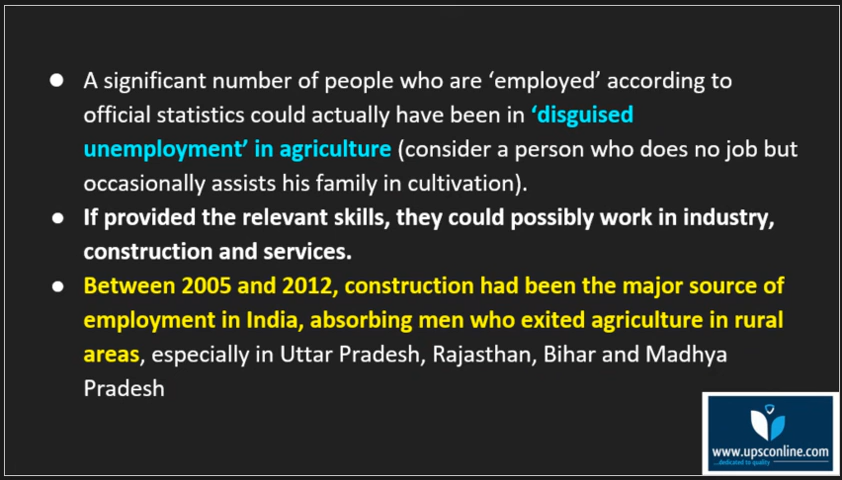 ● A significant number of people who are ‘employed’ according to
official statistics could actually have been in ‘disguised
unemployment’ in agriculture (consider a person who does no job but
occasionally assists his family in cultivation).
● If provided the relevant skills, they could possibly work in industry,
construction and services.
● Between 2005 and 2012, construction had been the major source of
employment in India, absorbing men who exited agriculture in rural
areas, especially in Uttar Pradesh, Rajasthan, Bihar and Madhya
Pradesh
www.upsconline.com
...dedicated to quality